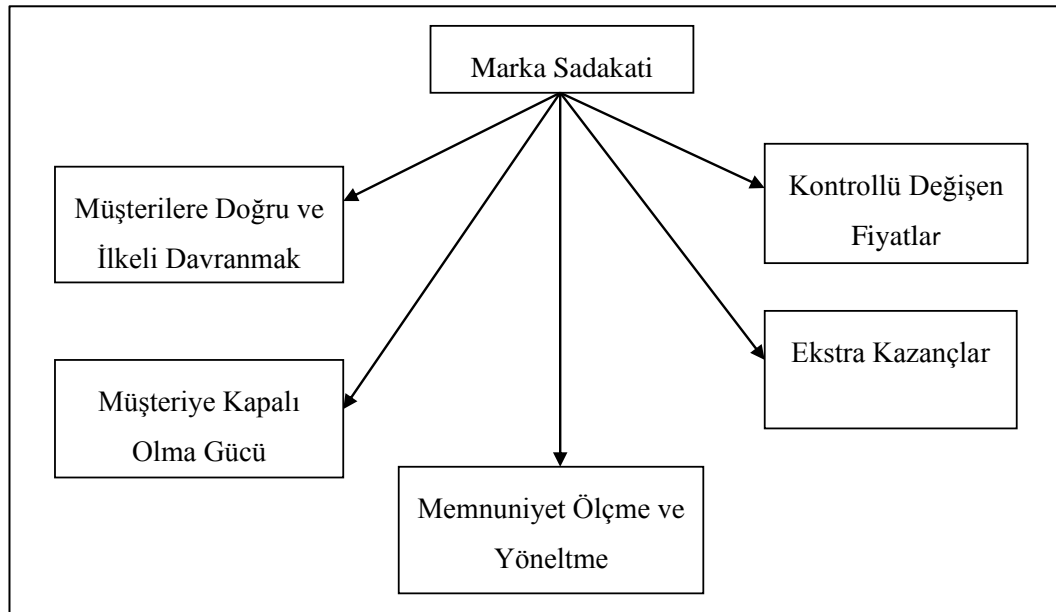 Marka Sadakati
Müşterilere Doğru ve
İlkeli Davranmak
Kontrollü Değişen
Fiyatlar
Müşteriye Kapalı
Olma Gücü
Ekstra Kazançlar
Memnuniyet Ölçme ve
Yöneltme